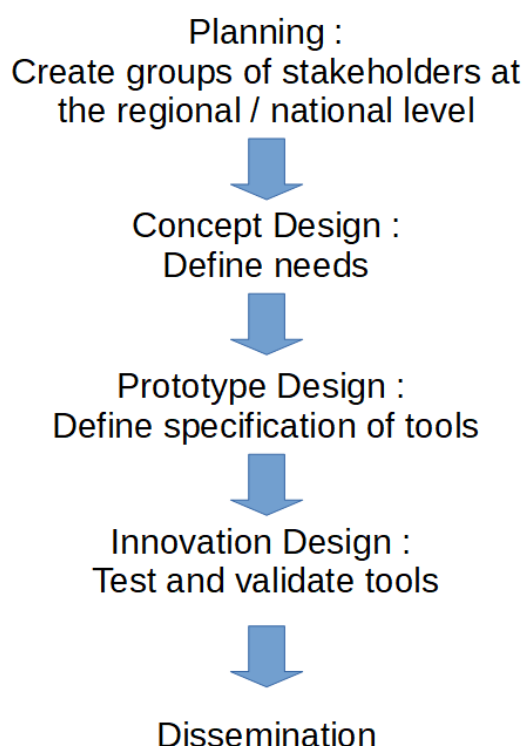 Planning :
Create groups of stakeholders at
the regional / national level
Concept Design :
Define needs
Prototype Design :
Define specification of tools
Innovation Design :
Test and validate tools
Dissemination